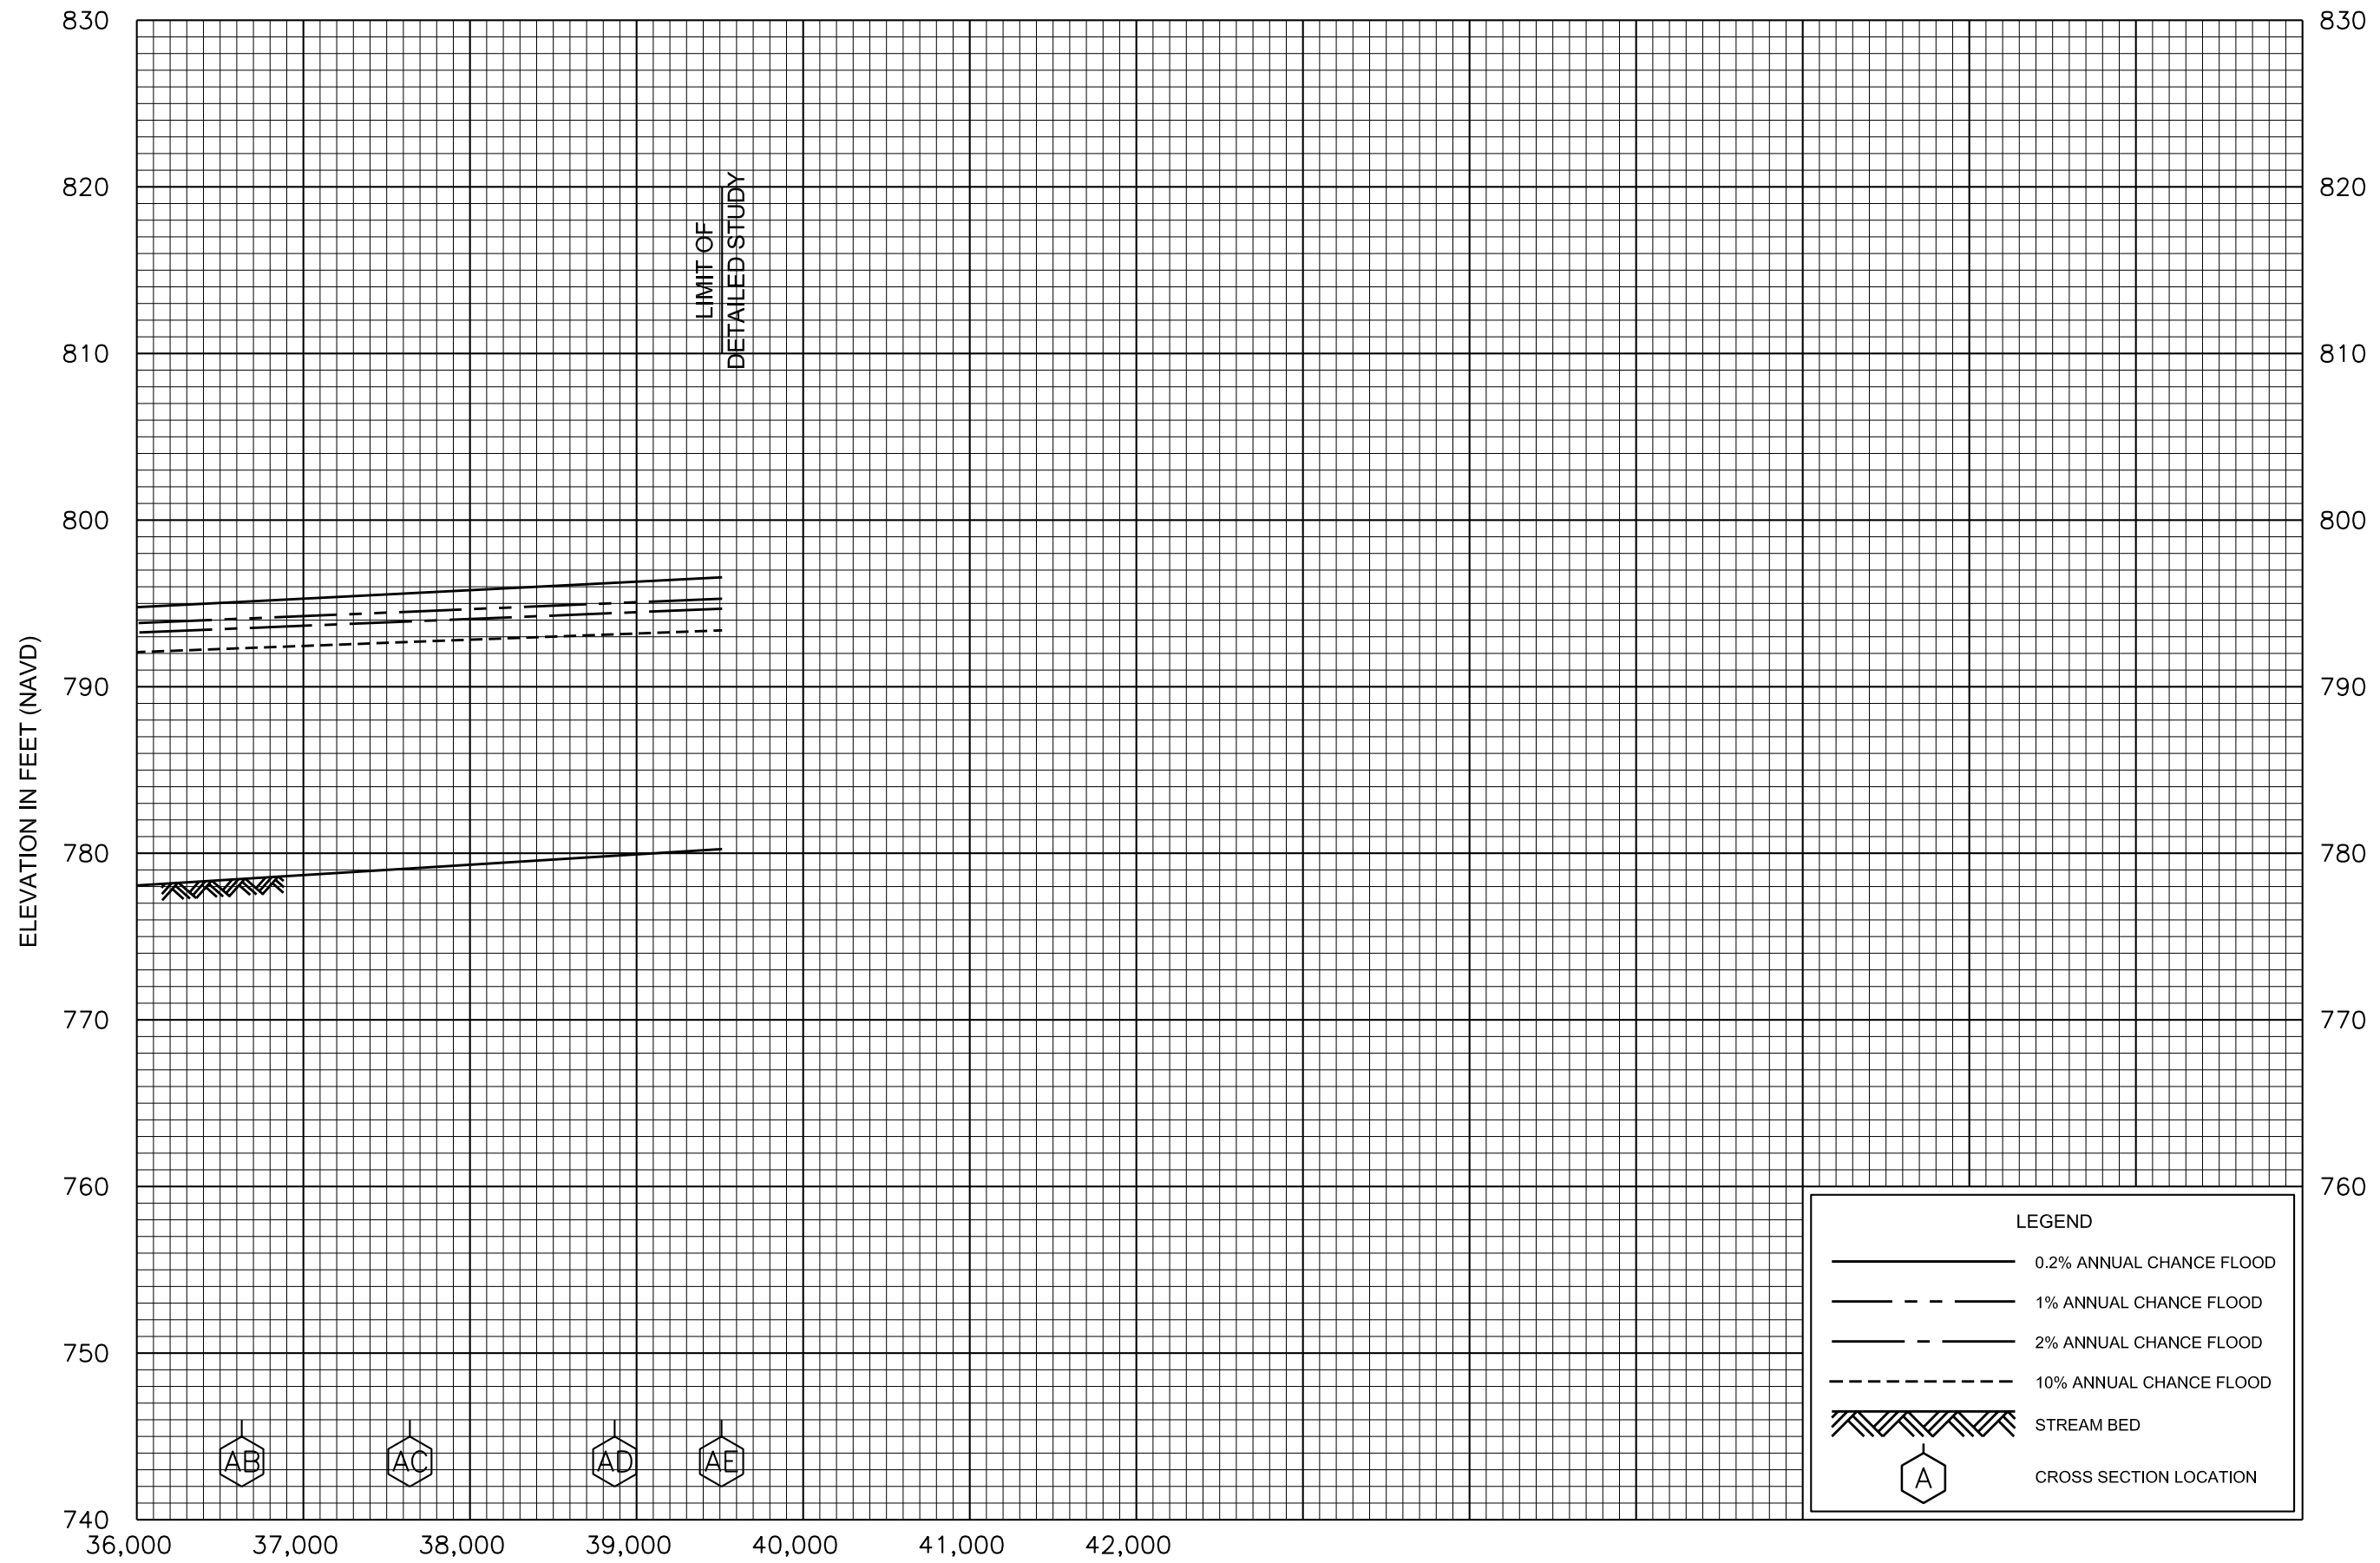 830
830
820
820
LIMIT OF
DETAILED STUDY
810
810
800
800
790
790
ELEVATION IN FEET (NAVD)
780
780
770
770
760
760
LEGEND
0.2% ANNUAL CHANCE FLOOD
1% ANNUAL CHANCE FLOOD
2% ANNUAL CHANCE FLOOD
10% ANNUAL CHANCE FLOOD
STREAM BED
A
CROSS SECTION LOCATION
750
AB
AC
AD
AE
740
36,000
37,000
38,000
39,000
40,000
41,000
42,000